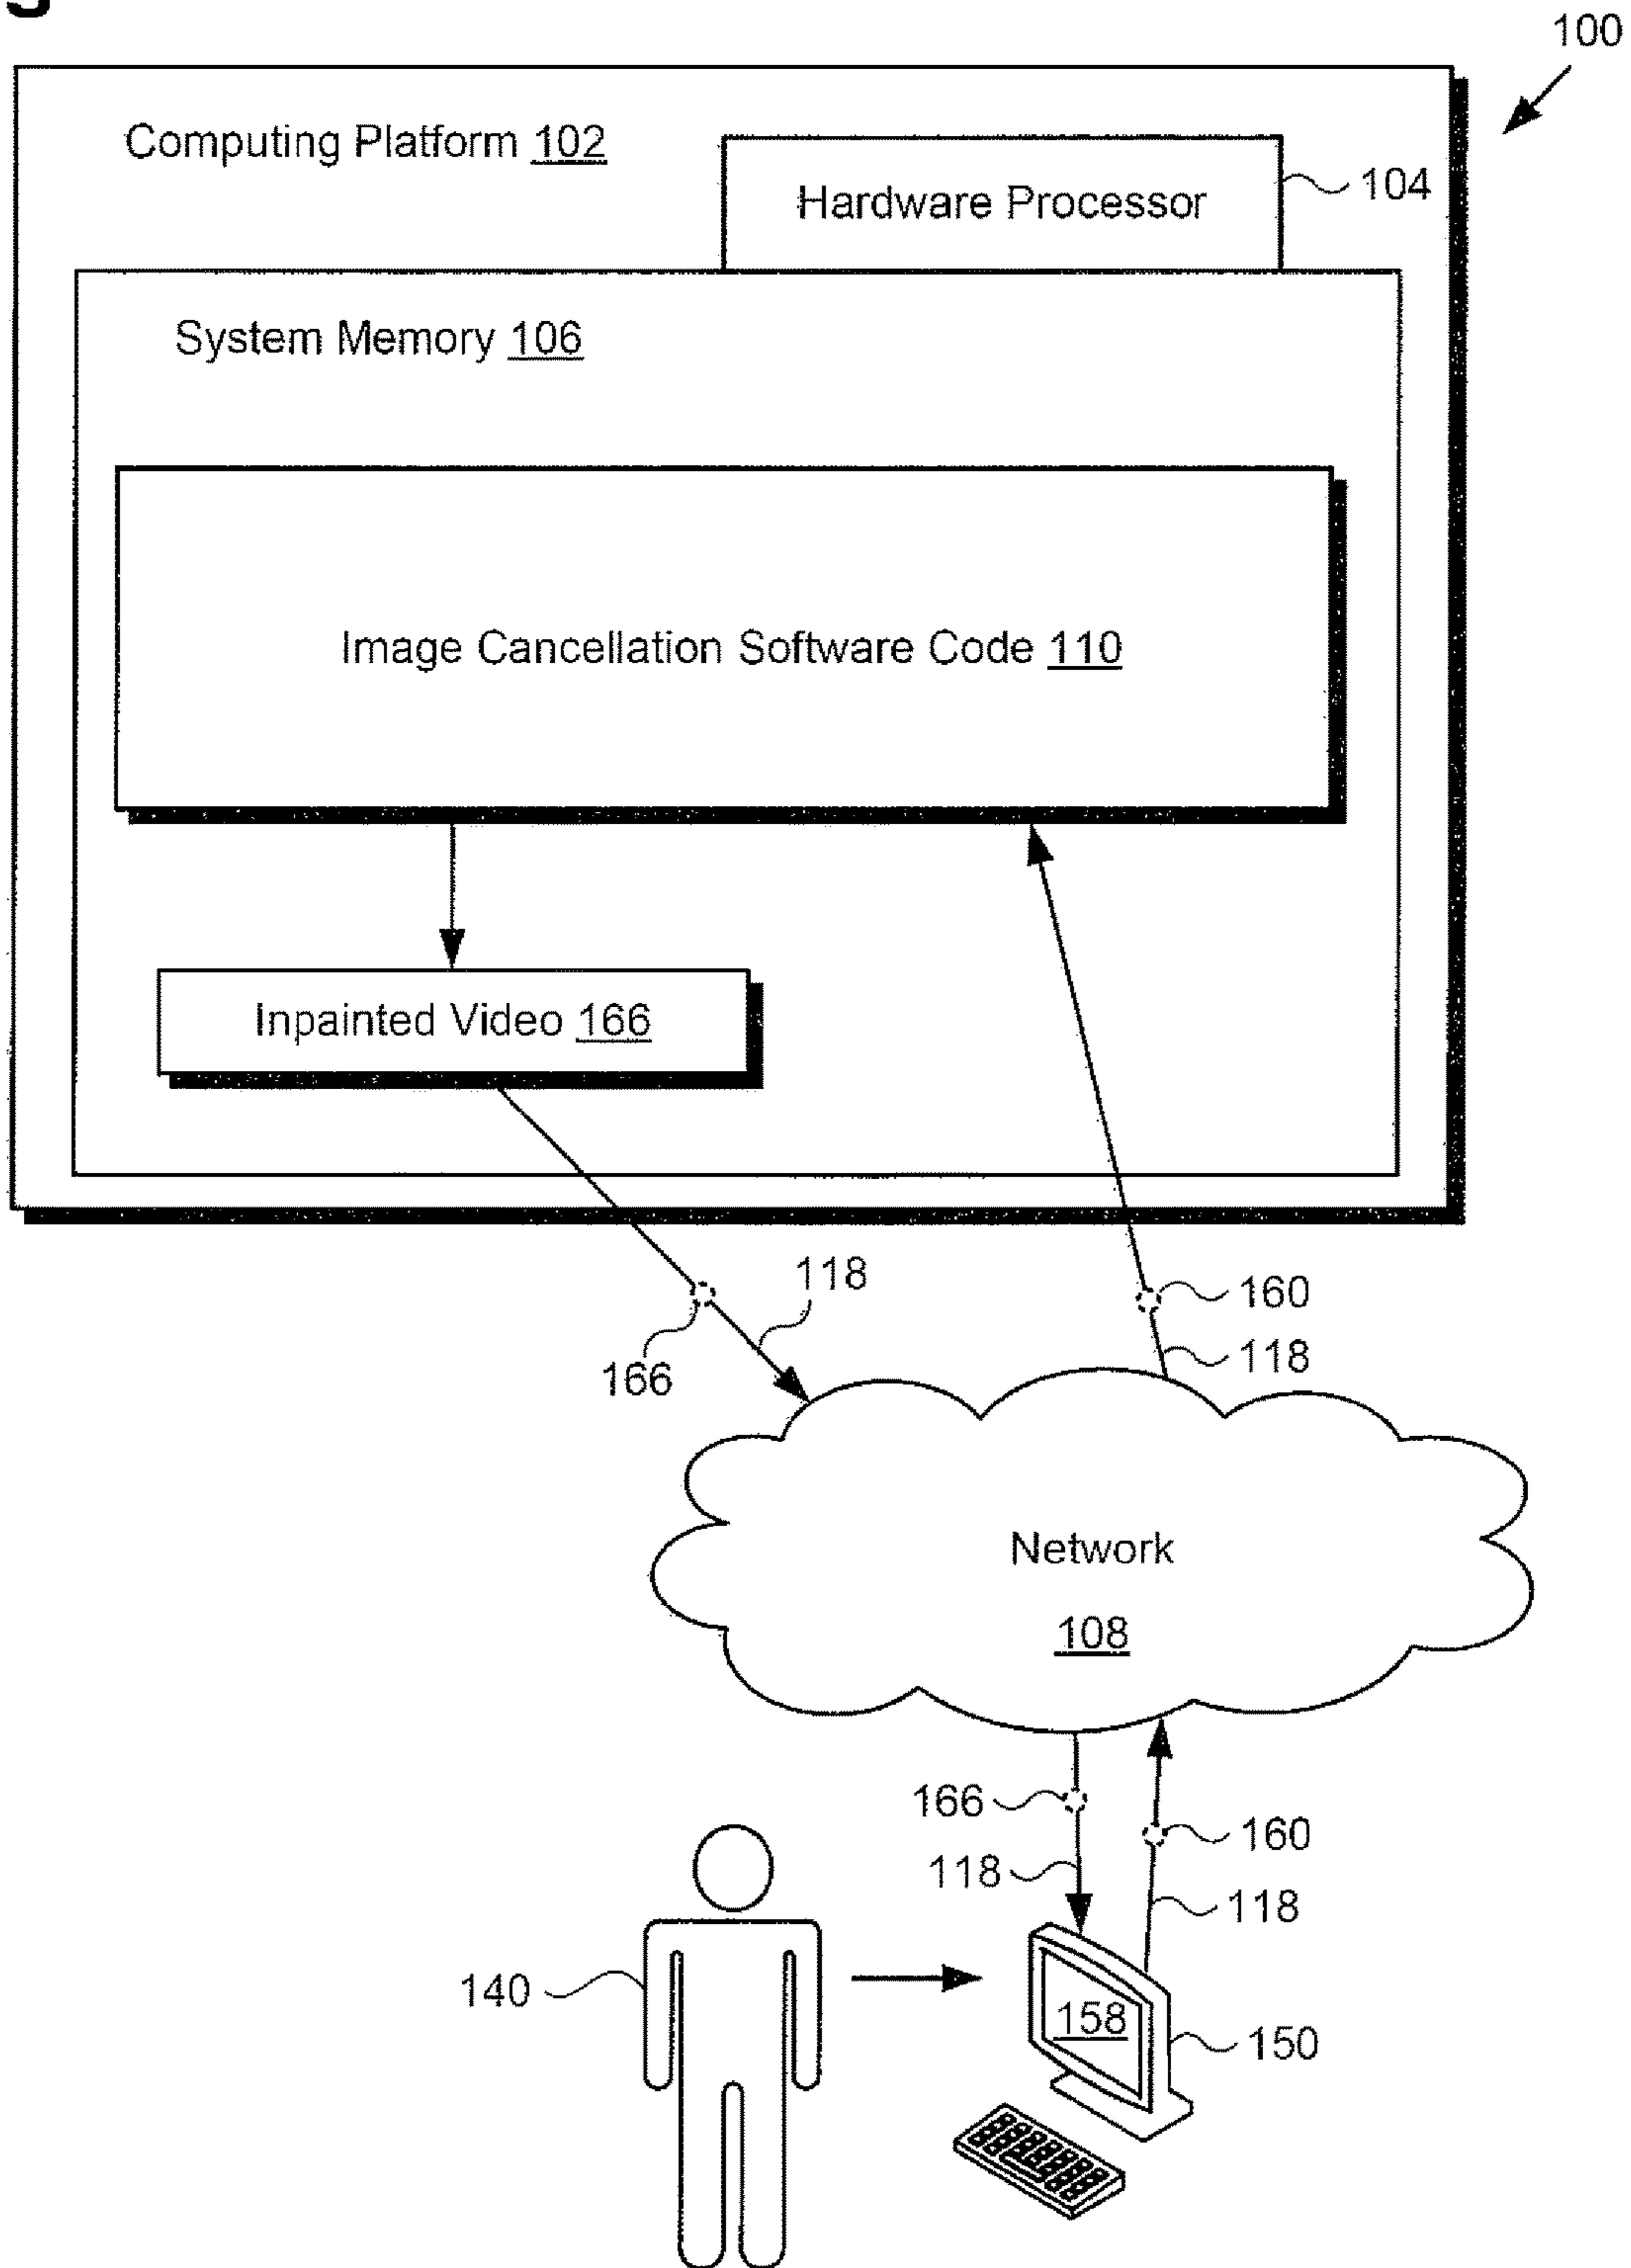 g
100
Computing Platform 102
Hardware Processor
104
System Memory 106
Image Cancellation Software Code 110
Inpainted Video 166
118
160
166
118
Network
108
166
160
118
118
140
158
150